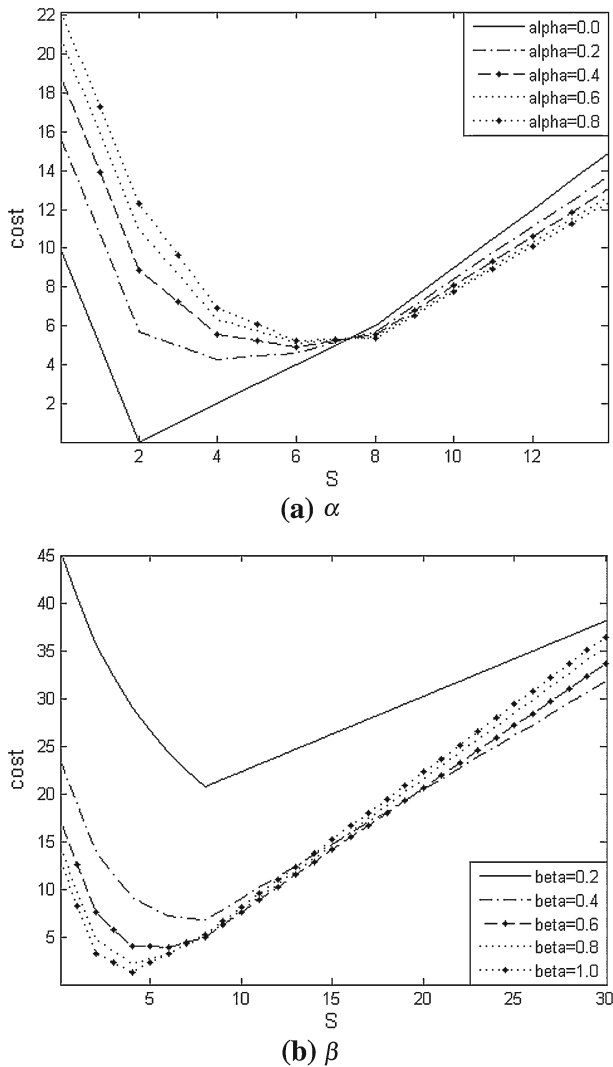 22
20
18
16
14
12
10
8
6
4
2
cost
2
4
6
8
10
12
S
alpha=0.0
alpha=0.2
alpha=0.4
alpha=0.6
alpha=0.8
(a) α
45
40
35
30
25
20
15
10
5
cost
5
10
15
20
25
30
S
beta=0.2
beta=0.4
beta=0.6
beta=0.8
beta=1.0
(b) β